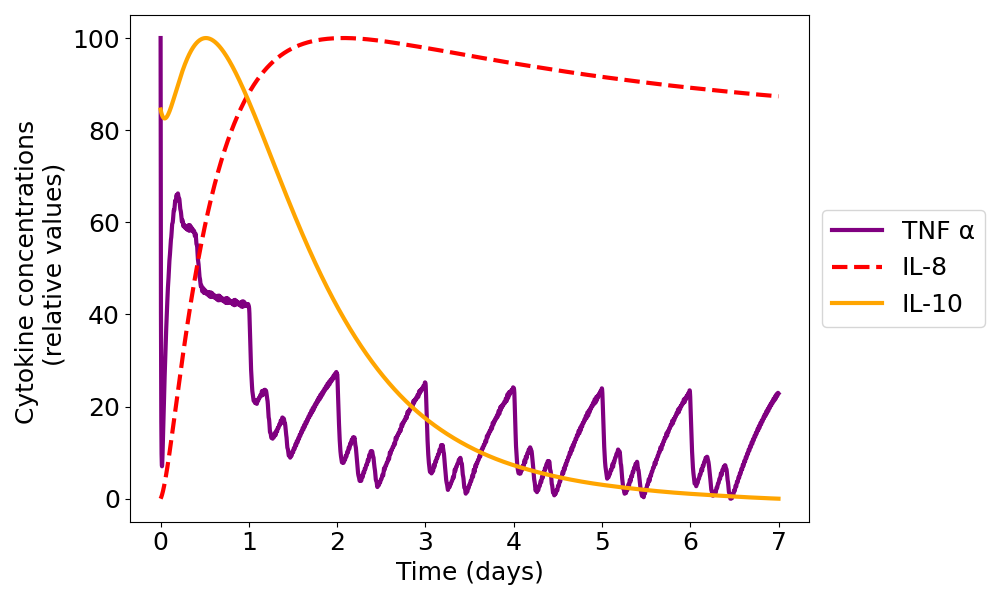 Cytokine concentrations
(relative values)
100
80
60
40
20
0
0 1 2 3 4 5 6 7
Time (days)
TNF α
IL-8
IL-10